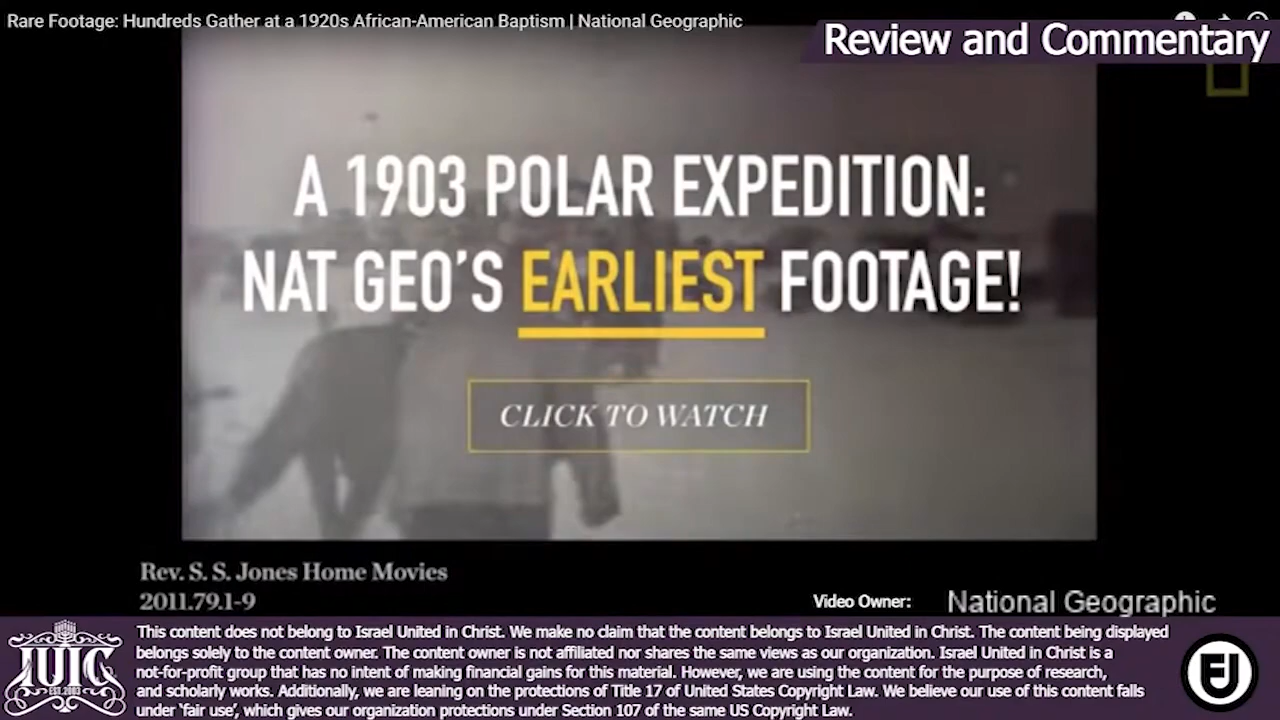 Rare Footage: Hundreds Gather at a 1920s African-American Baptism | National Geographic
Review and Commentary
A 1903 POLAR EXPEDITION:
NAT GEO'S EARLIEST FOOTAGE!
CLICK TO WATCH
Rev. S. S. Jones Home Movies
2011.79.1-9
Video Owner: National Geographic
IUIC
EST. 2003
This content does not belong to Israel United in Christ. We make no claim that the content belongs to Israel United in Christ. The content being displayed
belongs solely to the content owner. The content owner is not affiliated nor shares the same views as our organization. Israel United in Christ is a
not-for-profit group that has no intent of making financial gains for this material. However, we are using the content for the purpose of research,
and scholarly works. Additionally, we are leaning on the protections of Title 17 of United States Copyright Law. We believe our use of this content falls
under 'fair use', which gives our organization protections under Section 107 of the same US Copyright Law.